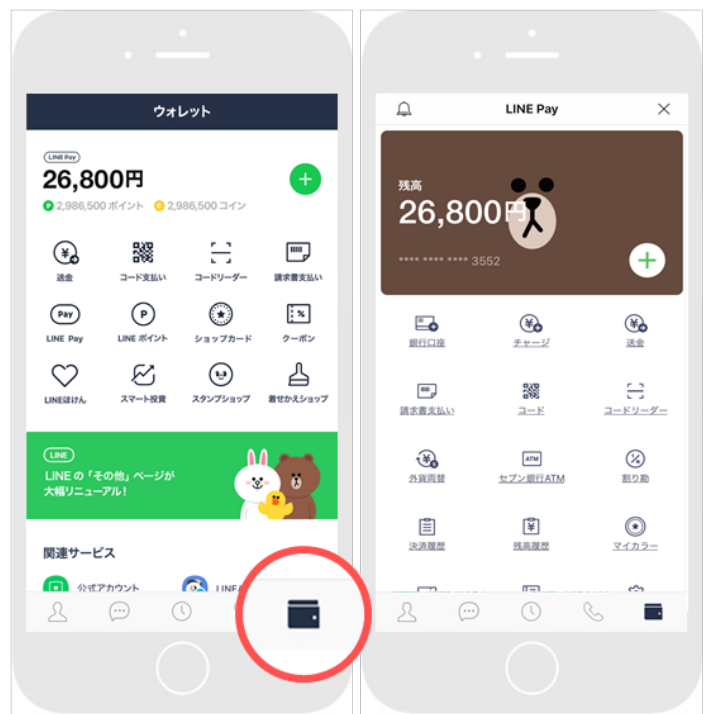 ウォレット
LINE Pay
26,800円
P 2,986,500 ポイント C 2,986,500 コイン
送金 コード支払い コードリーダー 請求書支払い
Pay P %
LINE Pay LINE ポイント ショップカード クーポン
LINEほけん スマート投資 スタンプショップ 着せかえショップ
LINE
LINE の「その他」ページが
大幅リニューアル!
関連サービス
公式アカウント LINE
LINE Pay
残高
26,800円
**** **** **** 3552
銀行口座 チャージ 送金
請求書支払い コード コードリーダー
ATM
外貨両替 セブン銀行ATM 割り勘
決済履歴 残高履歴 マイカラー